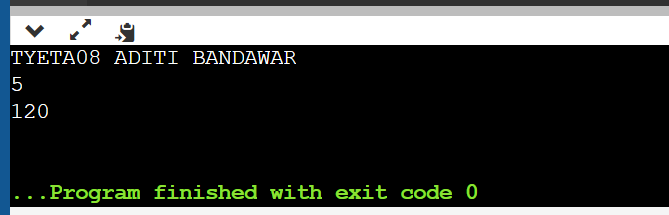 TYETA08 ADITI BANDAWAR
5
120
...Program finished with exit code 0